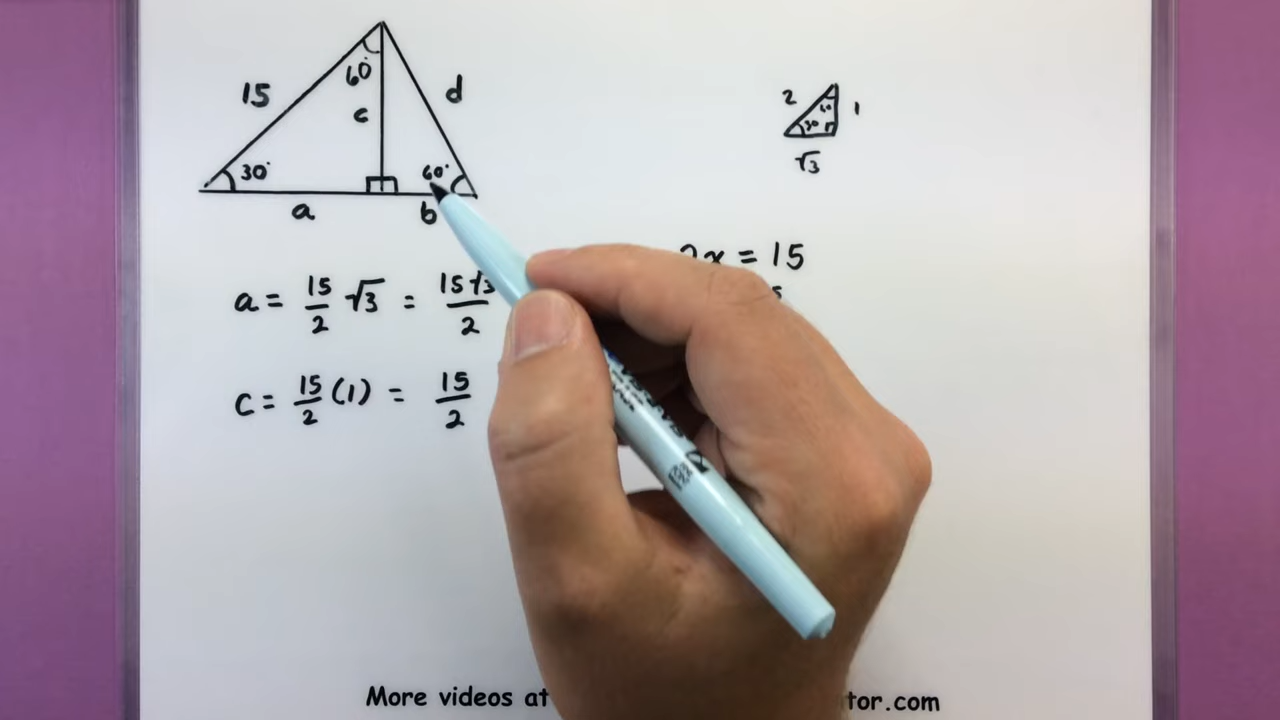 15 60° c d
30° 60°
a b
2 60 1
30
√3
2x = 15
a = 15/2 √3 = 15√3/2
c = 15/2 (1) = 15/2
More videos at
tor.com